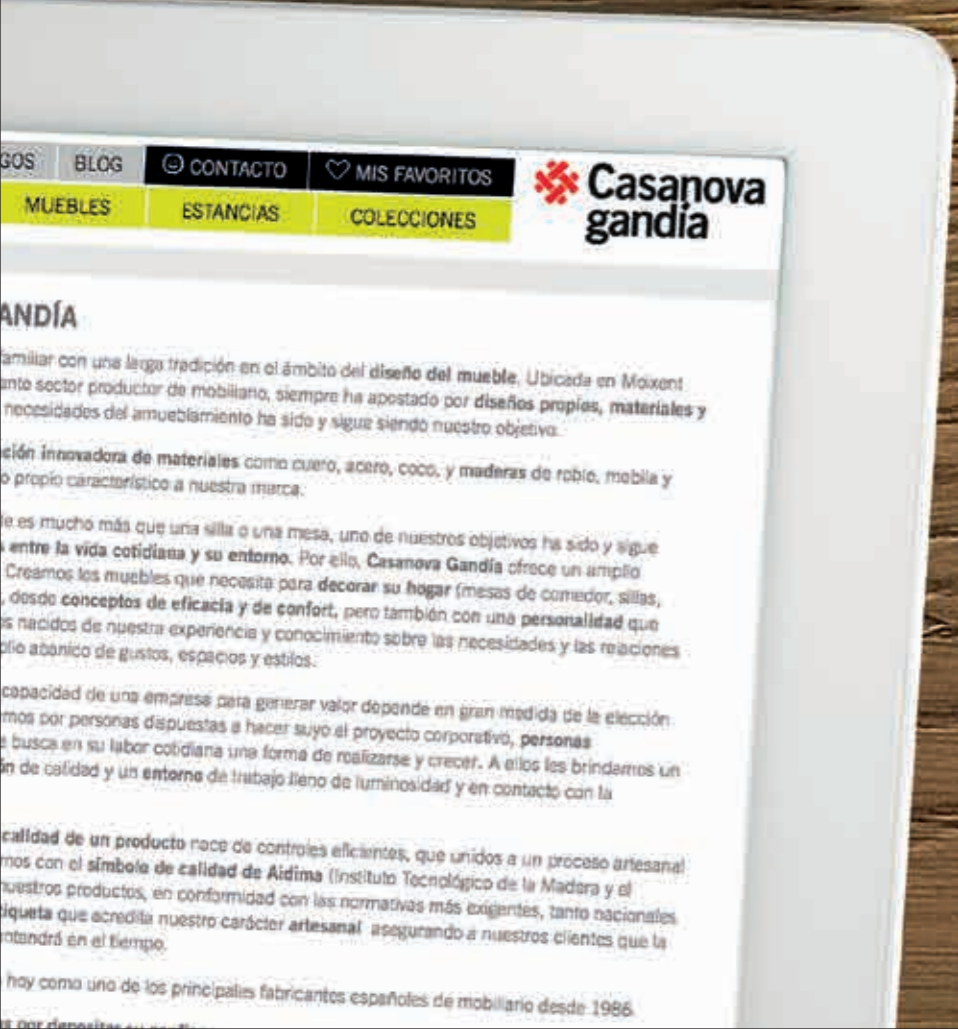 GOS BLOG CONTACTO MIS FAVORITOS
MUEBLES ESTANCIAS COLECCIONES
Casanova
gandía
ANDÍA
familiar con una larga tradición en el ámbito del diseño del mueble. Ubicada en Moixent
ante sector productor de mobiliario, siempre ha apostado por diseños propios, materiales y
necesidades del amueblamiento ha sido y sigue siendo nuestro objetivo.
ción innovadora de materiales como cuero, acero, coco, y maderas de roble, mobila y
o propio característico a nuestra marca.
le es mucho más que una silla o una mesa, uno de nuestros objetivos ha sido y sigue
s entre la vida cotidiana y su entorno. Por ello, Casanova Gandía ofrece un amplio
Creamos los muebles que necesita para decorar su hogar (mesas de comedor, sillas,
, desde conceptos de eficacia y de confort, pero también con una personalidad que
os nacidos de nuestra experiencia y conocimiento sobre las necesidades y las relaciones
plio abanico de gustos, espacios y estilos.
capacidad de una empresa para generar valor depende en gran medida de la elección
mos por personas dispuestas a hacer suyo el proyecto corporativo, personas
e busca en su labor cotidiana una forma de realizarse y crecer. A ellos les brindamos un
ón de calidad y un entorno de trabajo lleno de luminosidad y en contacto con la
calidad de un producto nace de controles eficientes, que unidos a un proceso artesanal
mos con el símbolo de calidad de Aidima (Instituto Tecnológico de la Madera y el
nuestros productos, en conformidad con las normativas más exigentes, tanto nacionales
tiqueta que acredita nuestro carácter artesanal asegurando a nuestros clientes que la
ntendrá en el tiempo.
hoy como uno de los principales fabricantes españoles de mobiliario desde 1986.
por depositar su